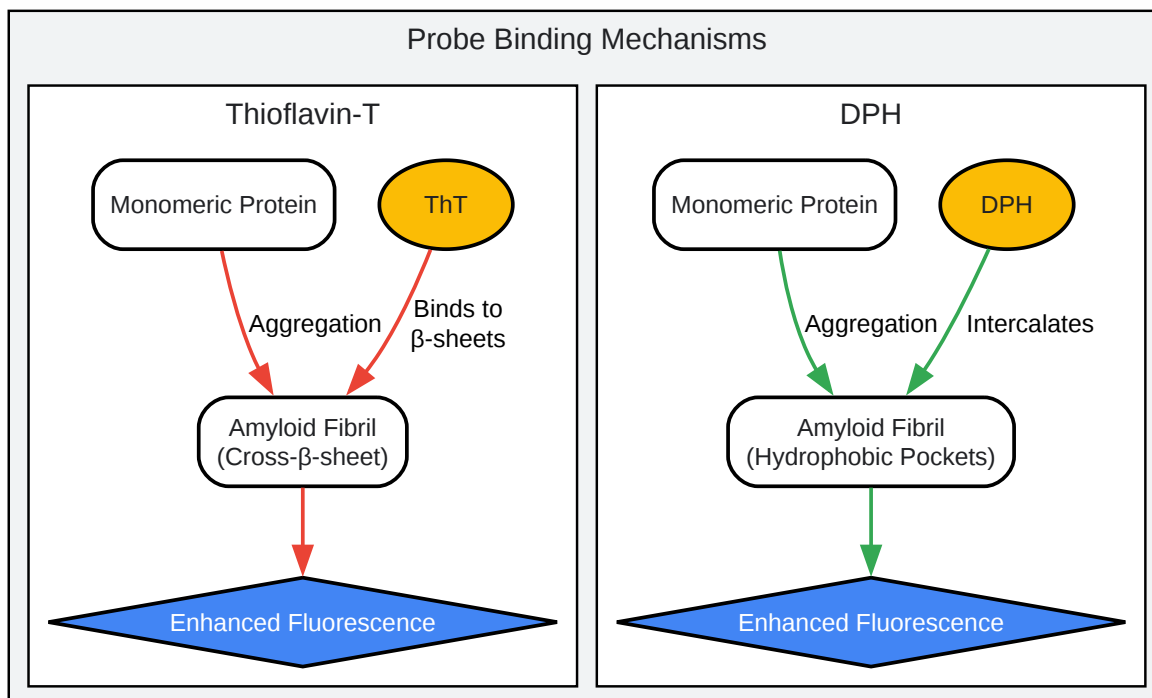 Probe Binding Mechanisms
Thioflavin-T
Monomeric Protein
ThT
Aggregation
Binds to
β-sheets
Amyloid Fibril
(Cross-β-sheet)
Enhanced Fluorescence
DPH
Monomeric Protein
DPH
Aggregation
Intercalates
Amyloid Fibril
(Hydrophobic Pockets)
Enhanced Fluorescence